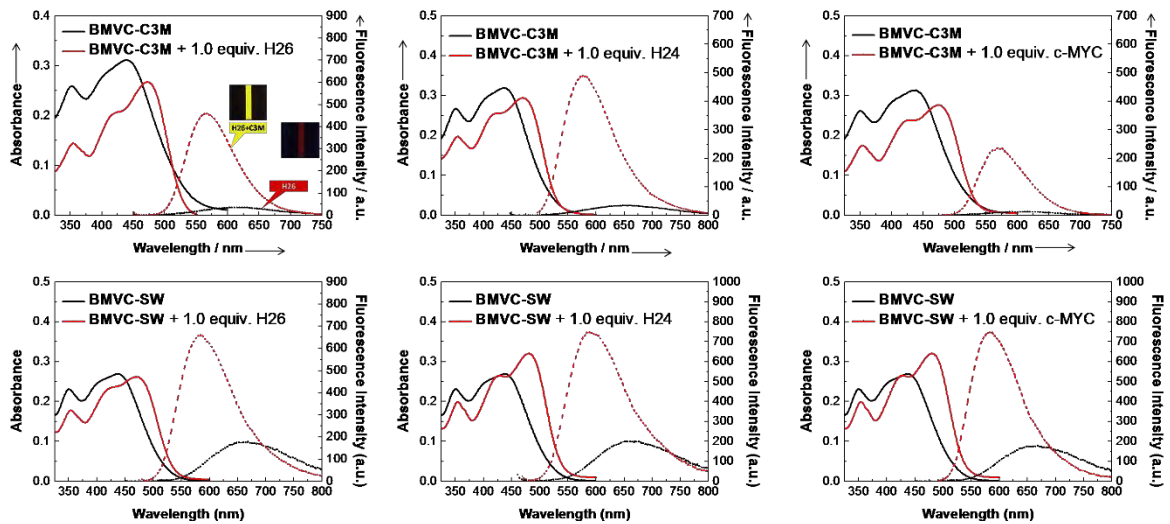 BMVC-C3M
BMVC-C3M + 1.0 equiv. H26
H26+C3M
H26
Absorbance
Fluorescence Intensity / a.u.
0.4
0.3
0.2
0.1
0.0
900
800
700
600
500
400
300
200
100
0
350 400 450 500 550 600 650 700 750
Wavelength / nm
BMVC-C3M
BMVC-C3M + 1.0 equiv. H24
Absorbance
Fluorescence Intensity / a.u.
0.5
0.4
0.3
0.2
0.1
0.0
700
600
500
400
300
200
100
0
350 400 450 500 550 600 650 700 750 800
Wavelength / nm
BMVC-C3M
BMVC-C3M + 1.0 equiv. c-MYC
Absorbance
Fluorescence Intensity / a.u.
0.5
0.4
0.3
0.2
0.1
0.0
700
600
500
400
300
200
100
0
350 400 450 500 550 600 650 700 750
Wavelength / nm
BMVC-SW
BMVC-SW + 1.0 equiv. H26
Absorbance
Fluorescence Intensity (a.u.)
0.5
0.4
0.3
0.2
0.1
0.0
900
800
700
600
500
400
300
200
100
0
350 400 450 500 550 600 650 700 750 800
Wavelength (nm)
BMVC-SW
BMVC-SW + 1.0 equiv. H24
Absorbance
Fluorescence Intensity (a.u.)
0.5
0.4
0.3
0.2
0.1
0.0
1000
900
800
700
600
500
400
300
200
100
0
350 400 450 500 550 600 650 700 750 800
Wavelength (nm)
BMVC-SW
BMVC-SW + 1.0 equiv. c-MYC
Absorbance
Fluorescence Intensity (a.u.)
0.5
0.4
0.3
0.2
0.1
0.0
1000
900
800
700
600
500
400
300
200
100
0
350 400 450 500 550 600 650 700 750 800
Wavelength (nm)